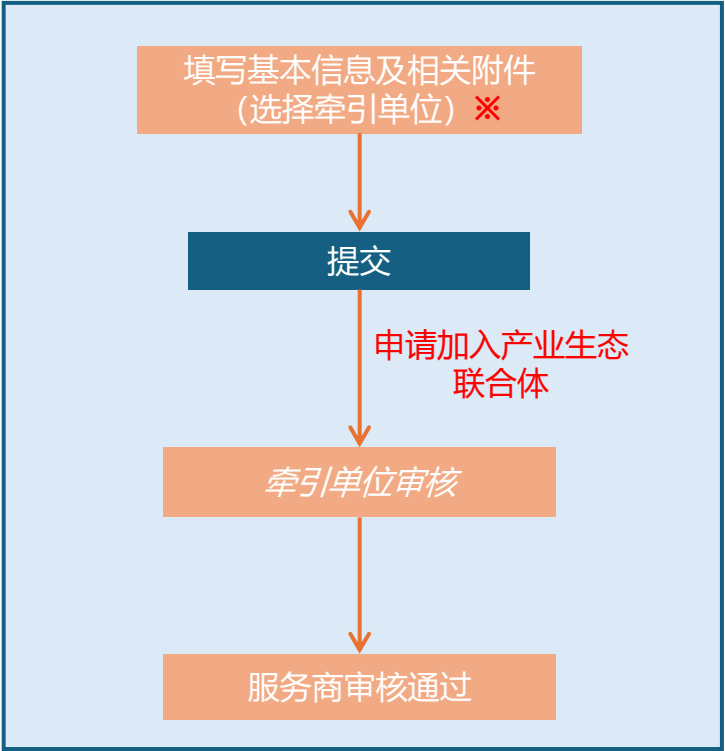 填写基本信息及相关附件
（选择牵引单位）※
提交
申请加入产业生态
联合体
牵引单位审核
服务商审核通过